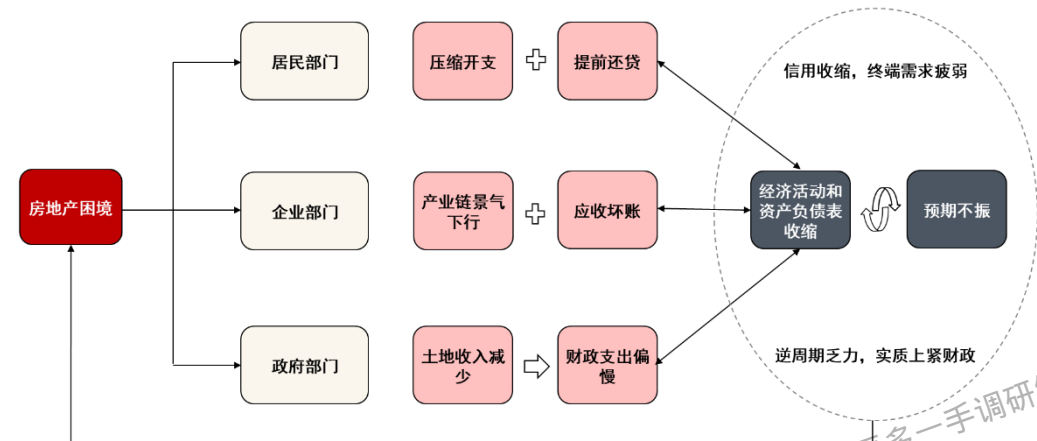 居民部门
压缩开支
提前还贷
信用收缩，终端需求疲弱
房地产困境
企业部门
产业链景气
下行
应收坏账
经济活动和
资产负债表
收缩
预期不振
政府部门
土地收入减
少
财政支出偏
慢
逆周期乏力，实质上紧财政
多一手调研